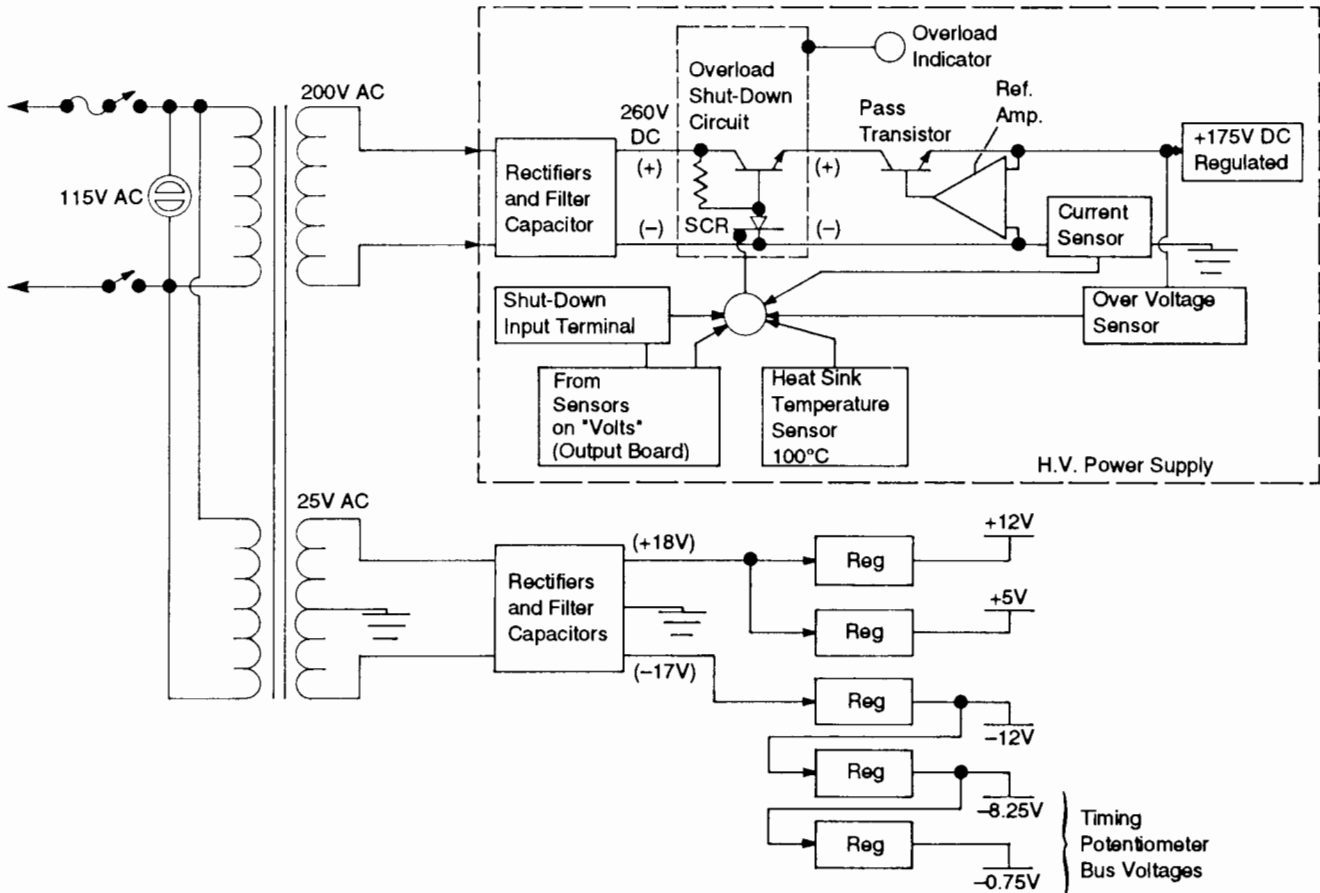 Overload
Indicator
Overload
Shut-Down
Circuit
200V AC
260V
DC
Pass
Transistor
Ref.
Amp.
+175V DC
Regulated
115V AC
Rectifiers
and Filter
Capacitor
(+)
(+)
(–)
SCR
(–)
Current
Sensor
Shut-Down
Input Terminal
Over Voltage
Sensor
From
Sensors
on "Volts"
(Output Board)
Heat Sink
Temperature
Sensor
100°C
H.V. Power Supply
25V AC
Rectifiers
and Filter
Capacitors
(+18V)
(–17V)
Reg
+12V
Reg
+5V
Reg
–12V
Reg
–8.25V
Reg
–0.75V
Timing
Potentiometer
Bus Voltages